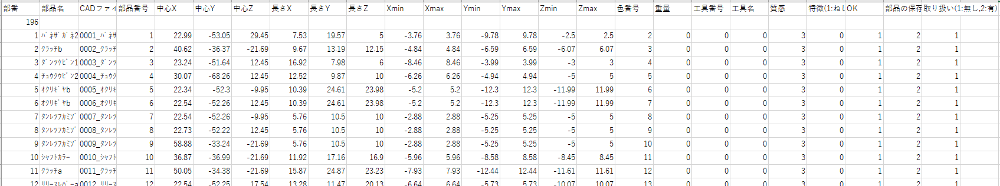 部番 部品名 CADファイ 部品番号 中心X 中心Y 中心Z 長さX 長さY 長さZ Xmin Xmax Ymin Ymax Zmin Zmax 色番号 重量 工具番号 工具名 質感 特徴(1:ねし OK 部品の保存 取り扱い(1:無し,2:有)
196
1 ﾊﾞﾈｻﾞｶﾞﾈ2 0001_ﾊﾞﾈｻ 1 22.99 -53.05 29.45 7.53 19.57 5 -3.76 3.76 -9.78 9.78 -2.5 2.5 2 0 0 0 3 0 1 2 1
2 ｸﾗｯﾁb 0002_ｸﾗｯﾁ 2 40.62 -36.37 -21.69 9.67 13.19 12.15 -4.84 4.84 -6.59 6.59 -6.07 6.07 3 0 0 0 3 0 1 2 1
3 ﾀﾞﾝﾂｹﾋﾟﾝ1 0003_ﾀﾞﾝﾂ 3 23.24 -51.64 12.45 16.92 7.98 6 -8.46 8.46 -3.99 3.99 -3 3 4 0 0 0 3 0 1 2 1
4 ﾁｭｳｸｳﾋﾟﾝ2 0004_ﾁｭｳｸ 4 30.07 -68.26 12.45 12.52 9.87 10 -6.26 6.26 -4.94 4.94 -5 5 5 0 0 0 3 0 1 2 1
5 ｵｸﾘｷﾞﾔb 0005_ｵｸﾘｷ 5 22.34 -52.3 -9.95 10.39 24.61 23.98 -5.2 5.2 -12.3 12.3 -11.99 11.99 6 0 0 0 3 0 1 2 1
6 ｵｸﾘｷﾞﾔb 0006_ｵｸﾘｷ 6 22.54 -52.26 12.45 10.39 24.61 23.98 -5.2 5.2 -12.3 12.3 -11.99 11.99 7 0 0 0 3 0 1 2 1
7 ﾀﾝﾚﾂﾌｶﾐｿﾞ 0007_ﾀﾝﾚﾂ 7 22.54 -52.26 -9.95 5.76 10.5 10 -2.88 2.88 -5.25 5.25 -5 5 8 0 0 0 3 0 1 2 1
8 ﾀﾝﾚﾂﾌｶﾐｿﾞ 0008_ﾀﾝﾚﾂ 8 22.73 -52.22 12.45 5.76 10.5 10 -2.88 2.88 -5.25 5.25 -5 5 9 0 0 0 3 0 1 2 1
9 ﾀﾝﾚﾂﾌｶﾐｿﾞ 0009_ﾀﾝﾚﾂ 9 58.88 -33.24 -21.69 5.76 10.5 10 -2.88 2.88 -5.25 5.25 -5 5 10 0 0 0 3 0 1 2 1
10 ｼｬﾌﾄｶﾗｰ 0010_ｼｬﾌﾄ 10 36.87 -36.99 -21.69 11.92 17.16 16.9 -5.96 5.96 -8.58 8.58 -8.45 8.45 11 0 0 0 3 0 1 2 1
11 ｸﾗｯﾁa 0011_ｸﾗｯﾁ 11 50.05 -34.38 -21.69 15.87 24.87 23.23 -7.93 7.93 -12.44 12.44 -11.61 11.61 12 0 0 0 3 0 1 2 1
12 ﾘﾘｰｽﾚﾊﾞｰa 0012_ﾘﾘｰｽ 12 22.54 -52.25 17.54 13.28 11.47 20.13 -6.64 6.64 -5.73 5.73 -10.07 10.07 13 0 0 0 3 0 1 2 1